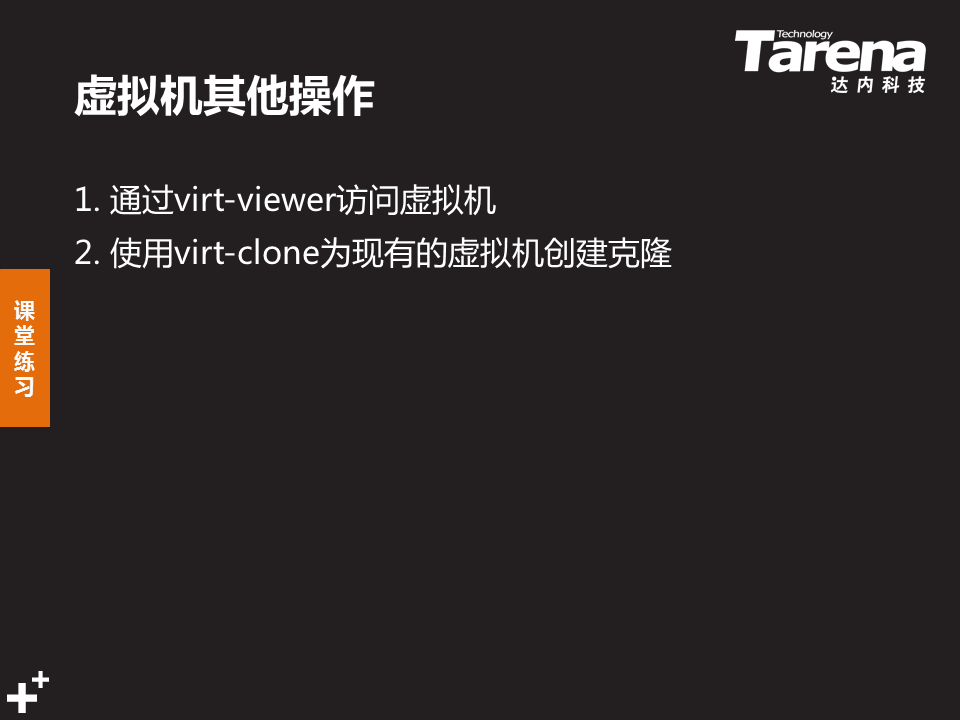 Technology
Tarena
达内科技
虚拟机其他操作
1. 通过virt-viewer访问虚拟机
2. 使用virt-clone为现有的虚拟机创建克隆
课
堂
练
习